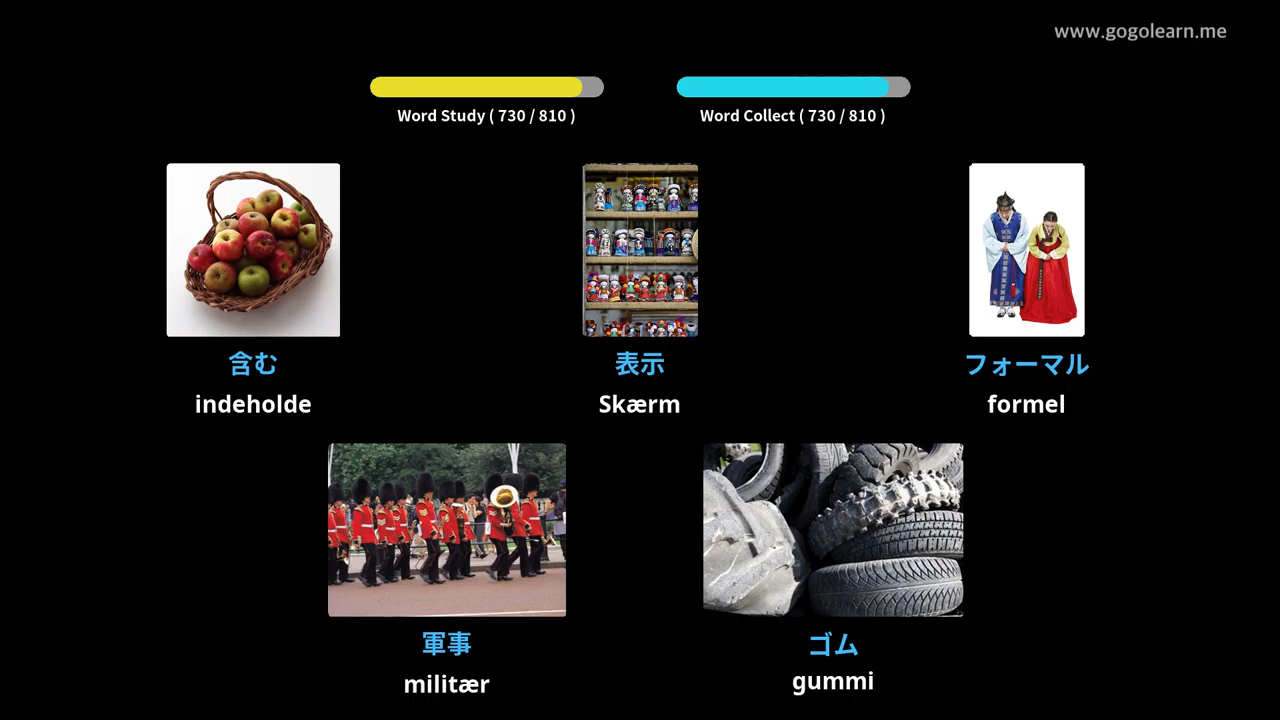 www.gogolearn.me
Word Study ( 730 / 810 )
Word Collect ( 730 / 810 )
含む
表示
フォーマル
indeholde
Skærm
formel
軍事
ゴム
militær
gummi